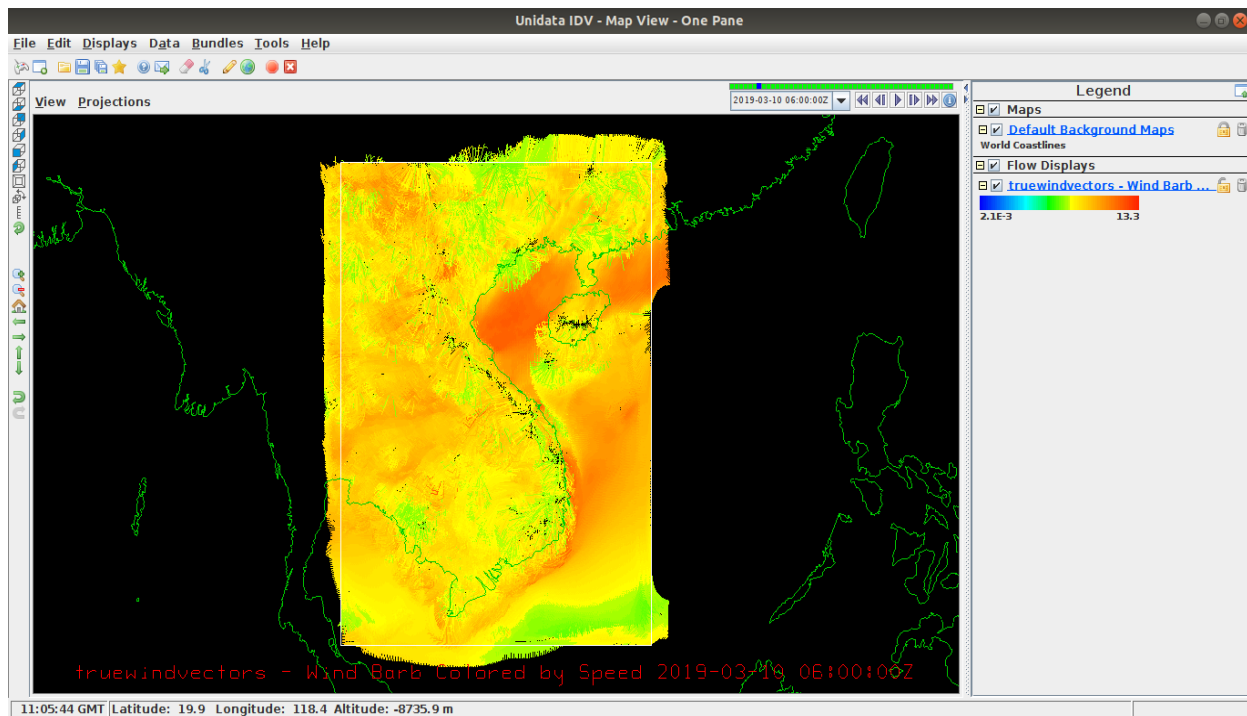 Unidata IDV - Map View - One Pane
File Edit Displays Data Bundles Tools Help
View Projections
2019-03-10 06:00:00Z
Legend
Maps
Default Background Maps
World Coastlines
Flow Displays
truewindvectors - Wind Barb ...
2.1E-3 13.3
truewindvectors - Wind Barb Colored by Speed 2019-03-10 06:00:00Z
11:05:44 GMT Latitude: 19.9 Longitude: 118.4 Altitude: -8735.9 m